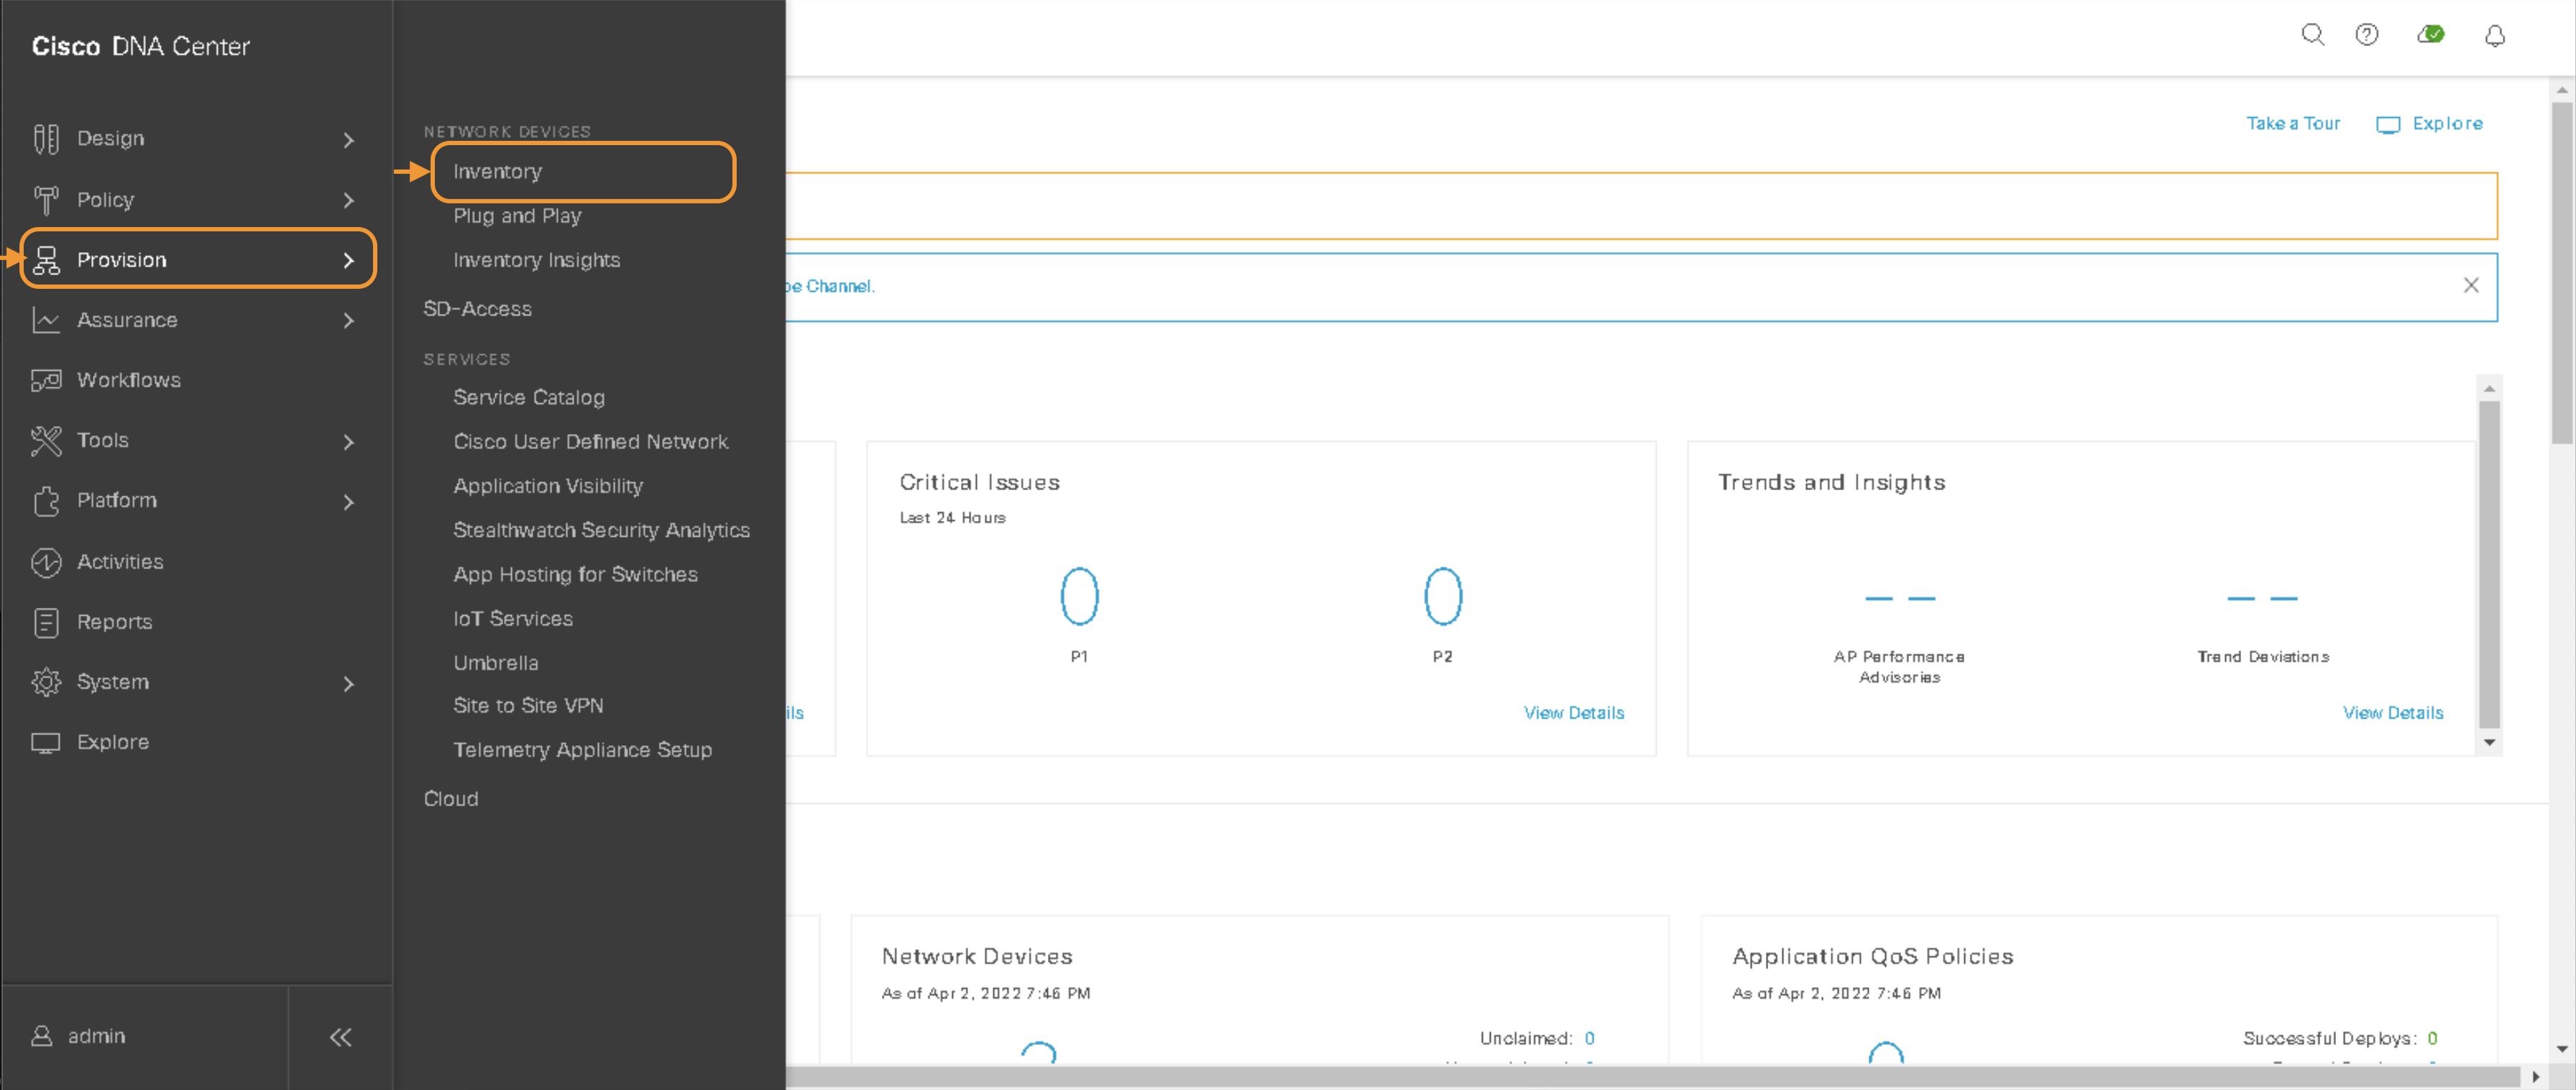 Cisco DNA Center
Design
Policy
Provision
Assurance
Workflows
Tools
Platform
Activities
Reports
System
Explore
admin
NETWORK DEVICES
Inventory
Plug and Play
Inventory Insights
SD-Access
SERVICES
Service Catalog
Cisco User Defined Network
Application Visibility
Stealthwatch Security Analytics
App Hosting for Switches
IoT Services
Umbrella
Site to Site VPN
Telemetry Appliance Setup
Cloud
Take a Tour
Explore
Channel.
Critical Issues
Last 24 Hours
0
0
P1
P2
View Details
Trends and Insights
-- --
AP Performance
Advisories
Trend Deviations
View Details
Network Devices
As of Apr 2, 2022 7:46 PM
Unclaimed: 0
Application QoS Policies
As of Apr 2, 2022 7:46 PM
Successful Deploys: 0